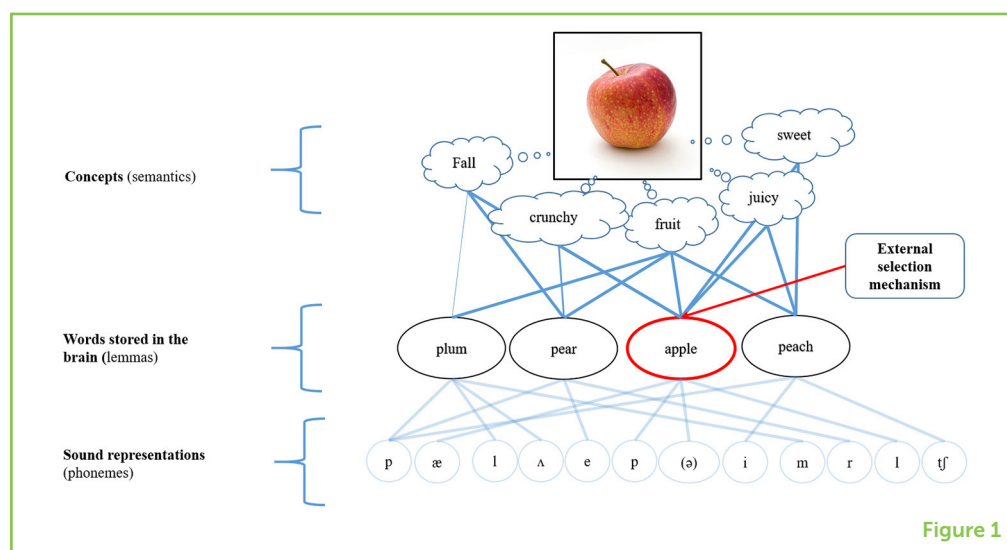 sweet
Fall
Concepts (semantics)
juicy
crunchy
fruit
External
selection
mechanism
Words stored in the
brain (lemmas)
plum
pear
apple
peach
Sound representations
(phonemes)
p æ l ʌ e p (ə) i m r l tʃ
Figure 1